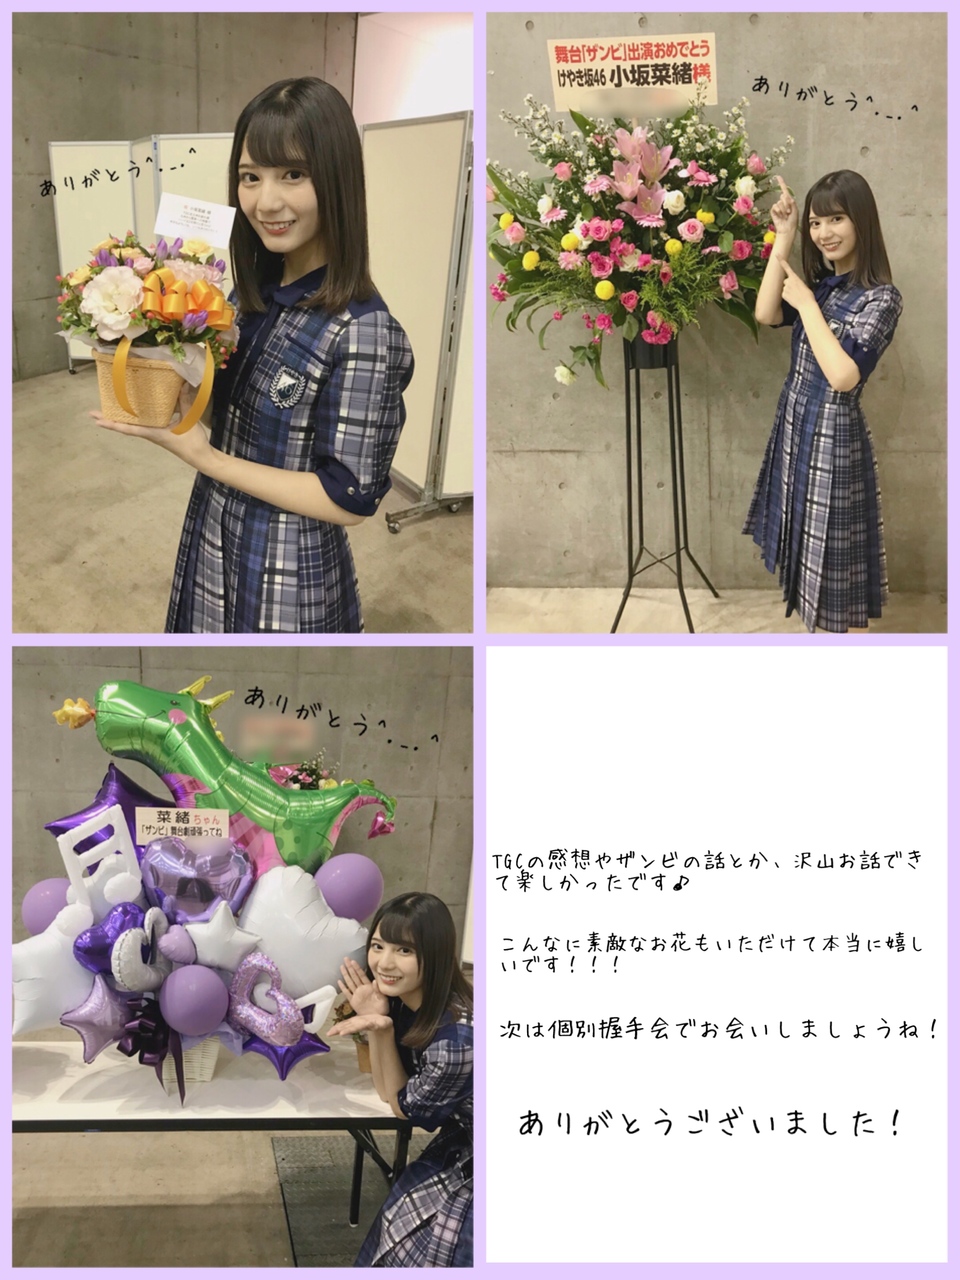 ありがとう^._.^
舞台「ザンビ」出演おめでとう
けやき坂46 小坂菜緒様
ありがとう^._.^
ありがとう^._.^
菜緒ちゃん
「ザンビ」舞台劇頑張ってね
TGCの感想やザンビの話とか、沢山お話でき
て楽しかったです♪
こんなに素敵なお花もいただけて本当に嬉し
いです！！！
次は個別握手会でお会いしましょうね！
ありがとうございました！